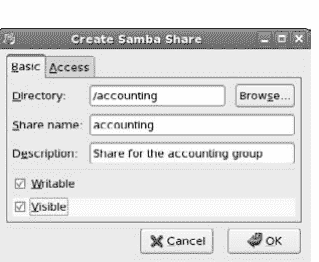 Create Samba Share
Basic Access
Directory: /accounting Browse...
Share name: accounting
Description: Share for the accounting group
Writable
Visible
Cancel OK